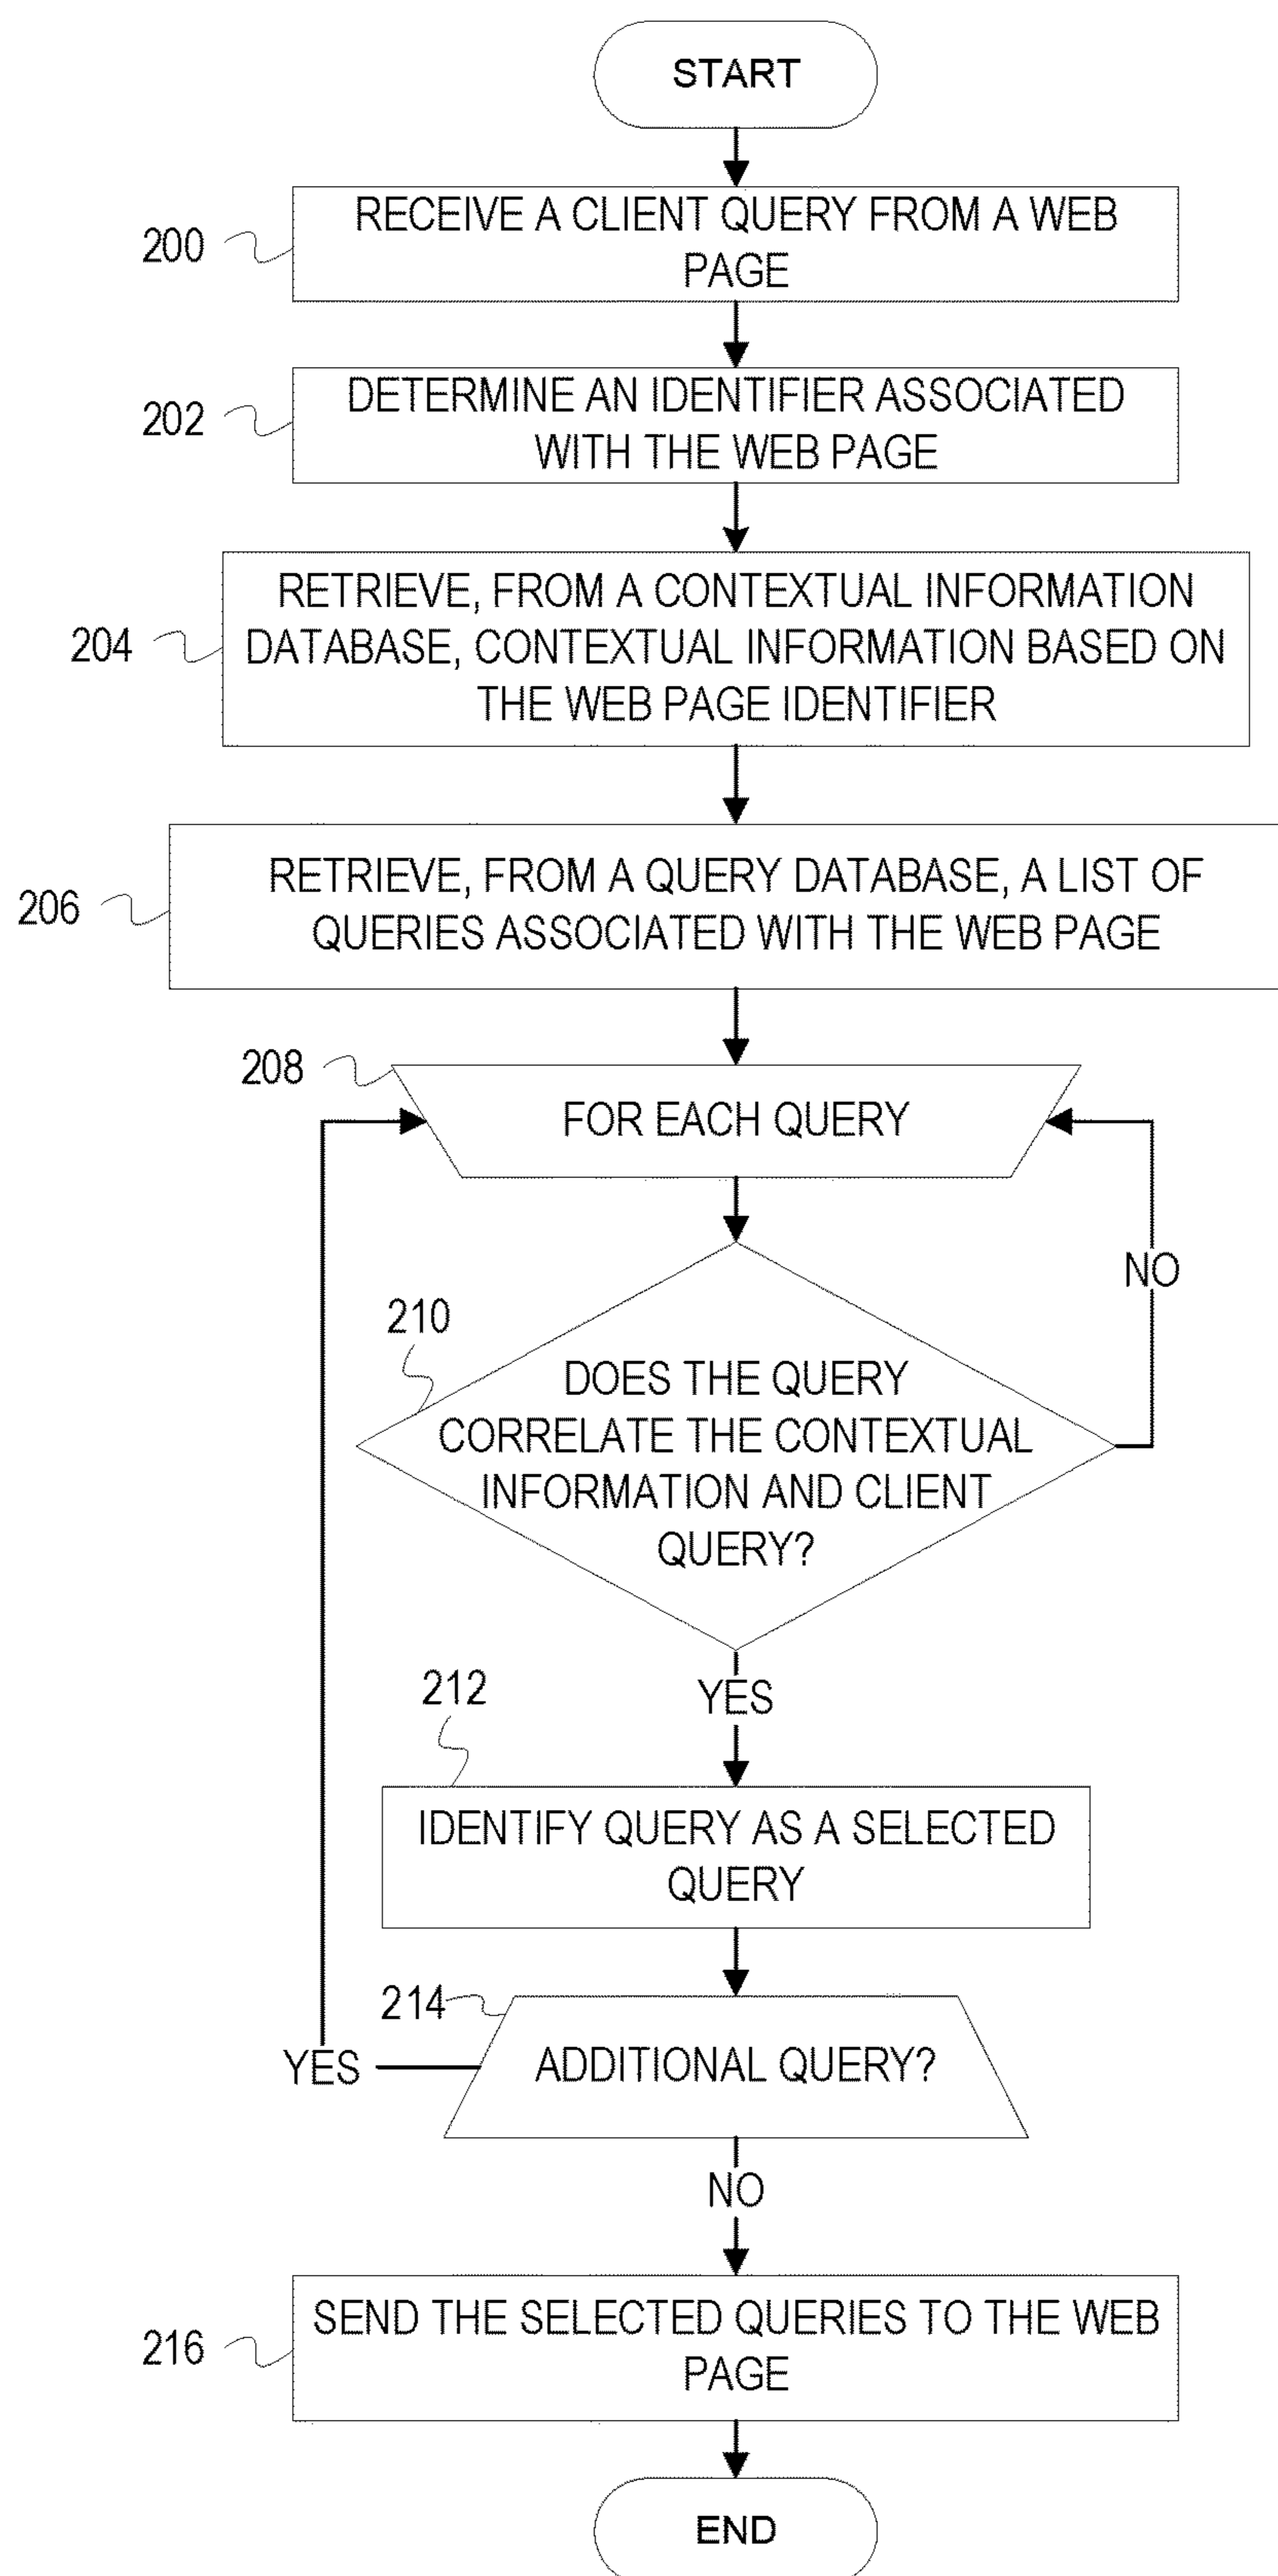 START
RECEIVE A CLIENT QUERY FROM A WEB
PAGE
200
DETERMINE AN IDENTIFIER ASSOCIATED
WITH THE WEB PAGE
202
RETRIEVE, FROM A CONTEXTUAL INFORMATION
DATABASE, CONTEXTUAL INFORMATION BASED ON
THE WEB PAGE IDENTIFIER
204
RETRIEVE, FROM A QUERY DATABASE, A LIST OF
QUERIES ASSOCIATED WITH THE WEB PAGE
206
208
FOR EACH QUERY
NO
210
DOES THE QUERY
CORRELATE THE CONTEXTUAL
INFORMATION AND CLIENT
QUERY?
YES
212
IDENTIFY QUERY AS A SELECTED
QUERY
214
ADDITIONAL QUERY?
YES
NO
SEND THE SELECTED QUERIES TO THE WEB
PAGE
216
END